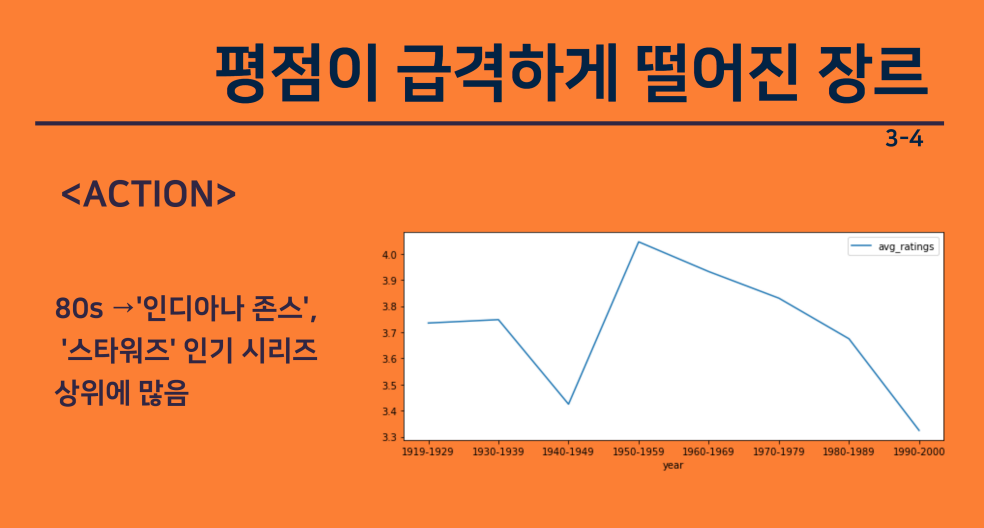 평점이 급격하게 떨어진 장르
3-4
<ACTION>
80s →'인디아나 존스',
'스타워즈' 인기 시리즈
상위에 많음
avg_ratings
4.0
3.9
3.8
3.7
3.6
3.5
3.4
3.3
1919-1929 1930-1939 1940-1949 1950-1959 1960-1969 1970-1979 1980-1989 1990-2000
year